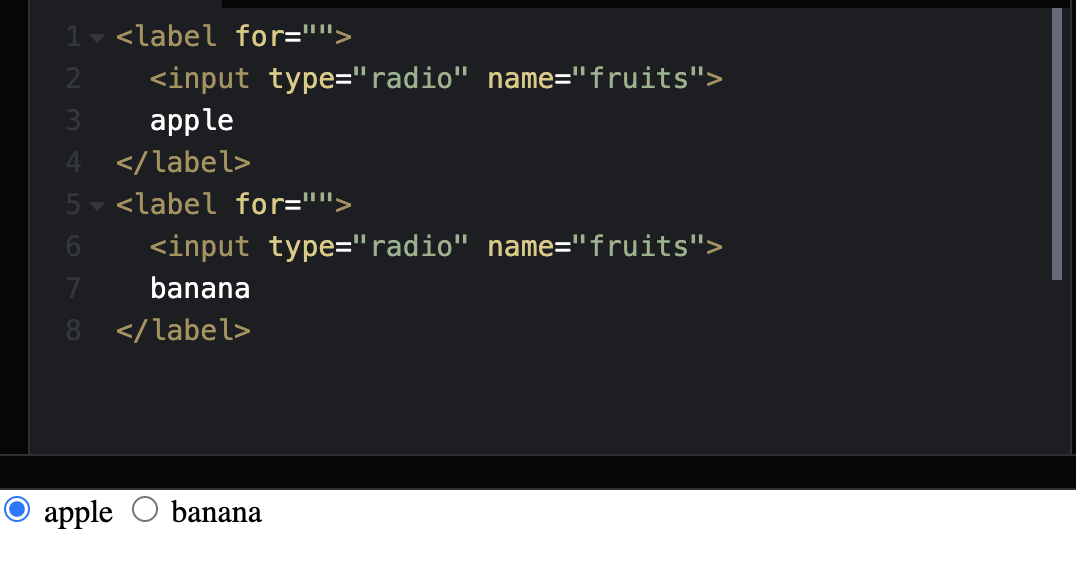 1 <label for="">
2   <input type="radio" name="fruits">
3   apple
4 </label>
5 <label for="">
6   <input type="radio" name="fruits">
7   banana
8 </label>
apple banana